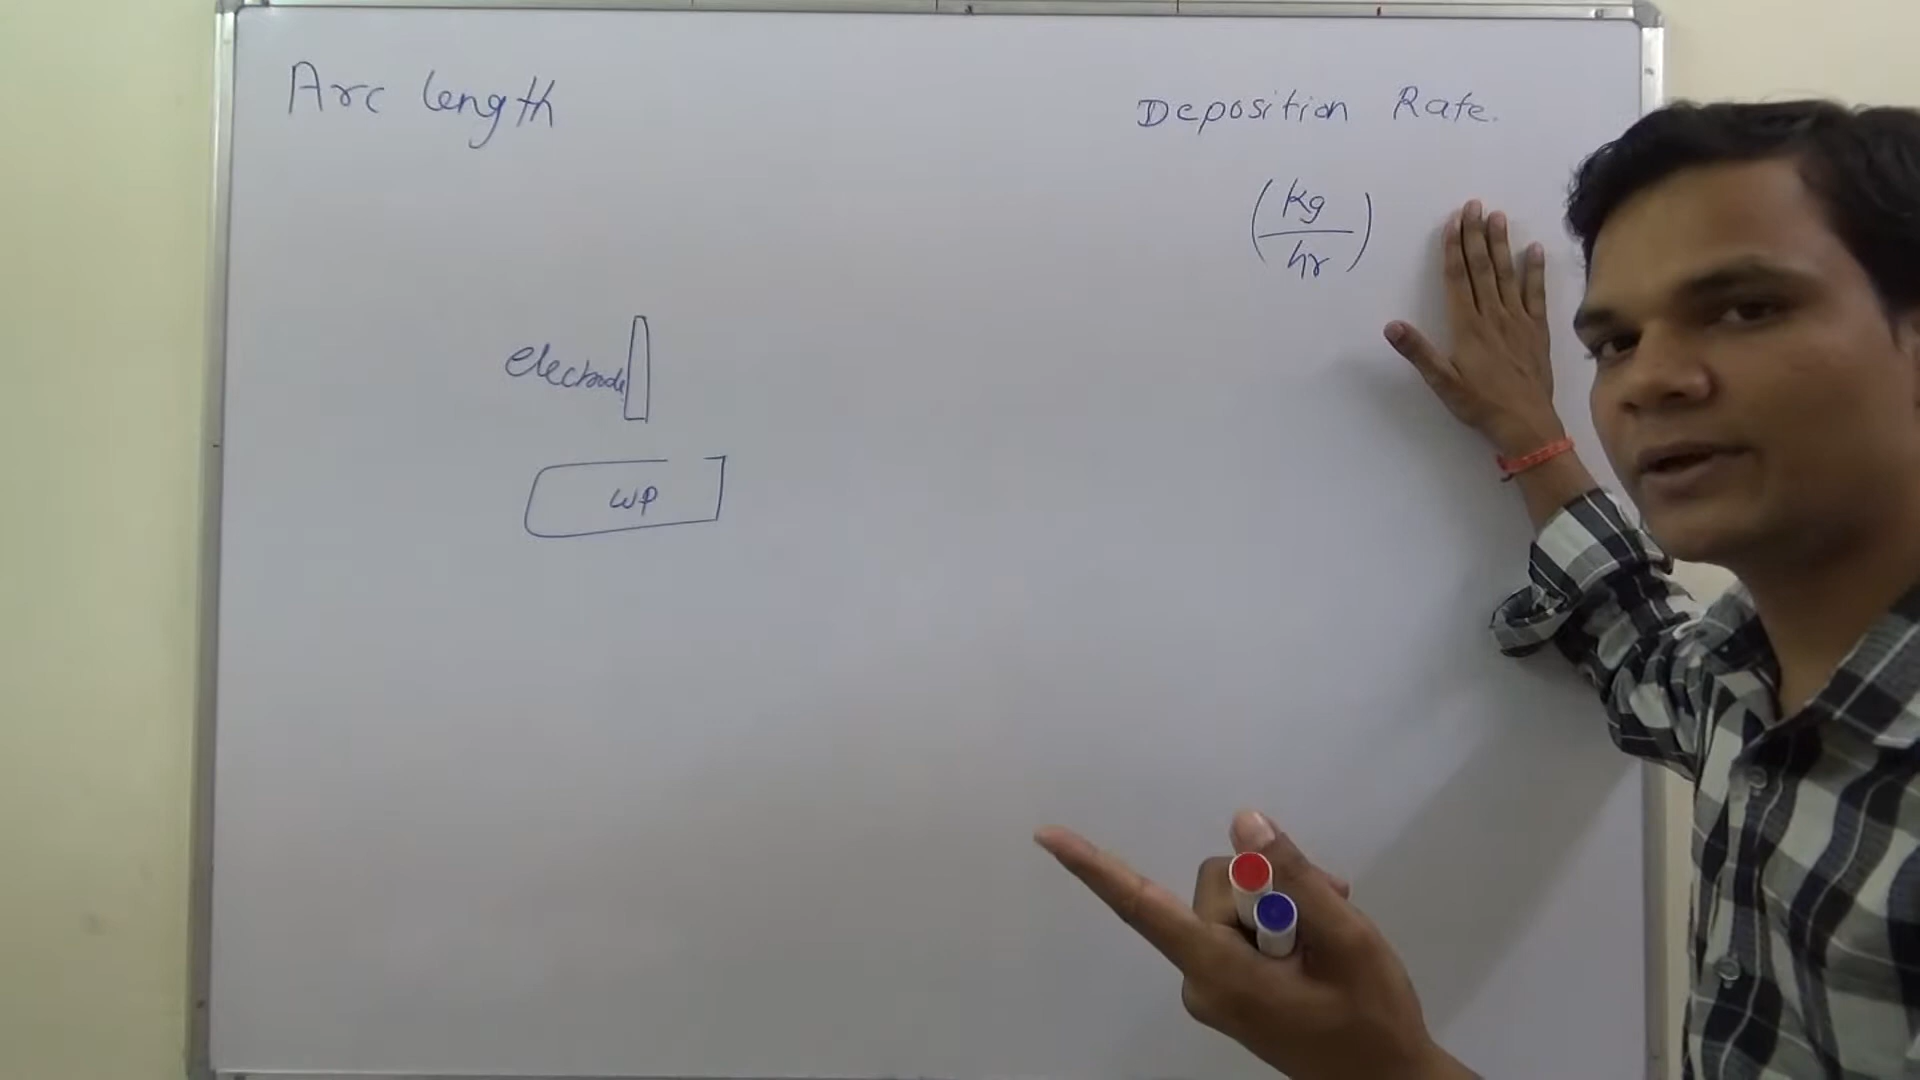 Arc length
Deposition Rate.
(kg/hr)
electrode
WP